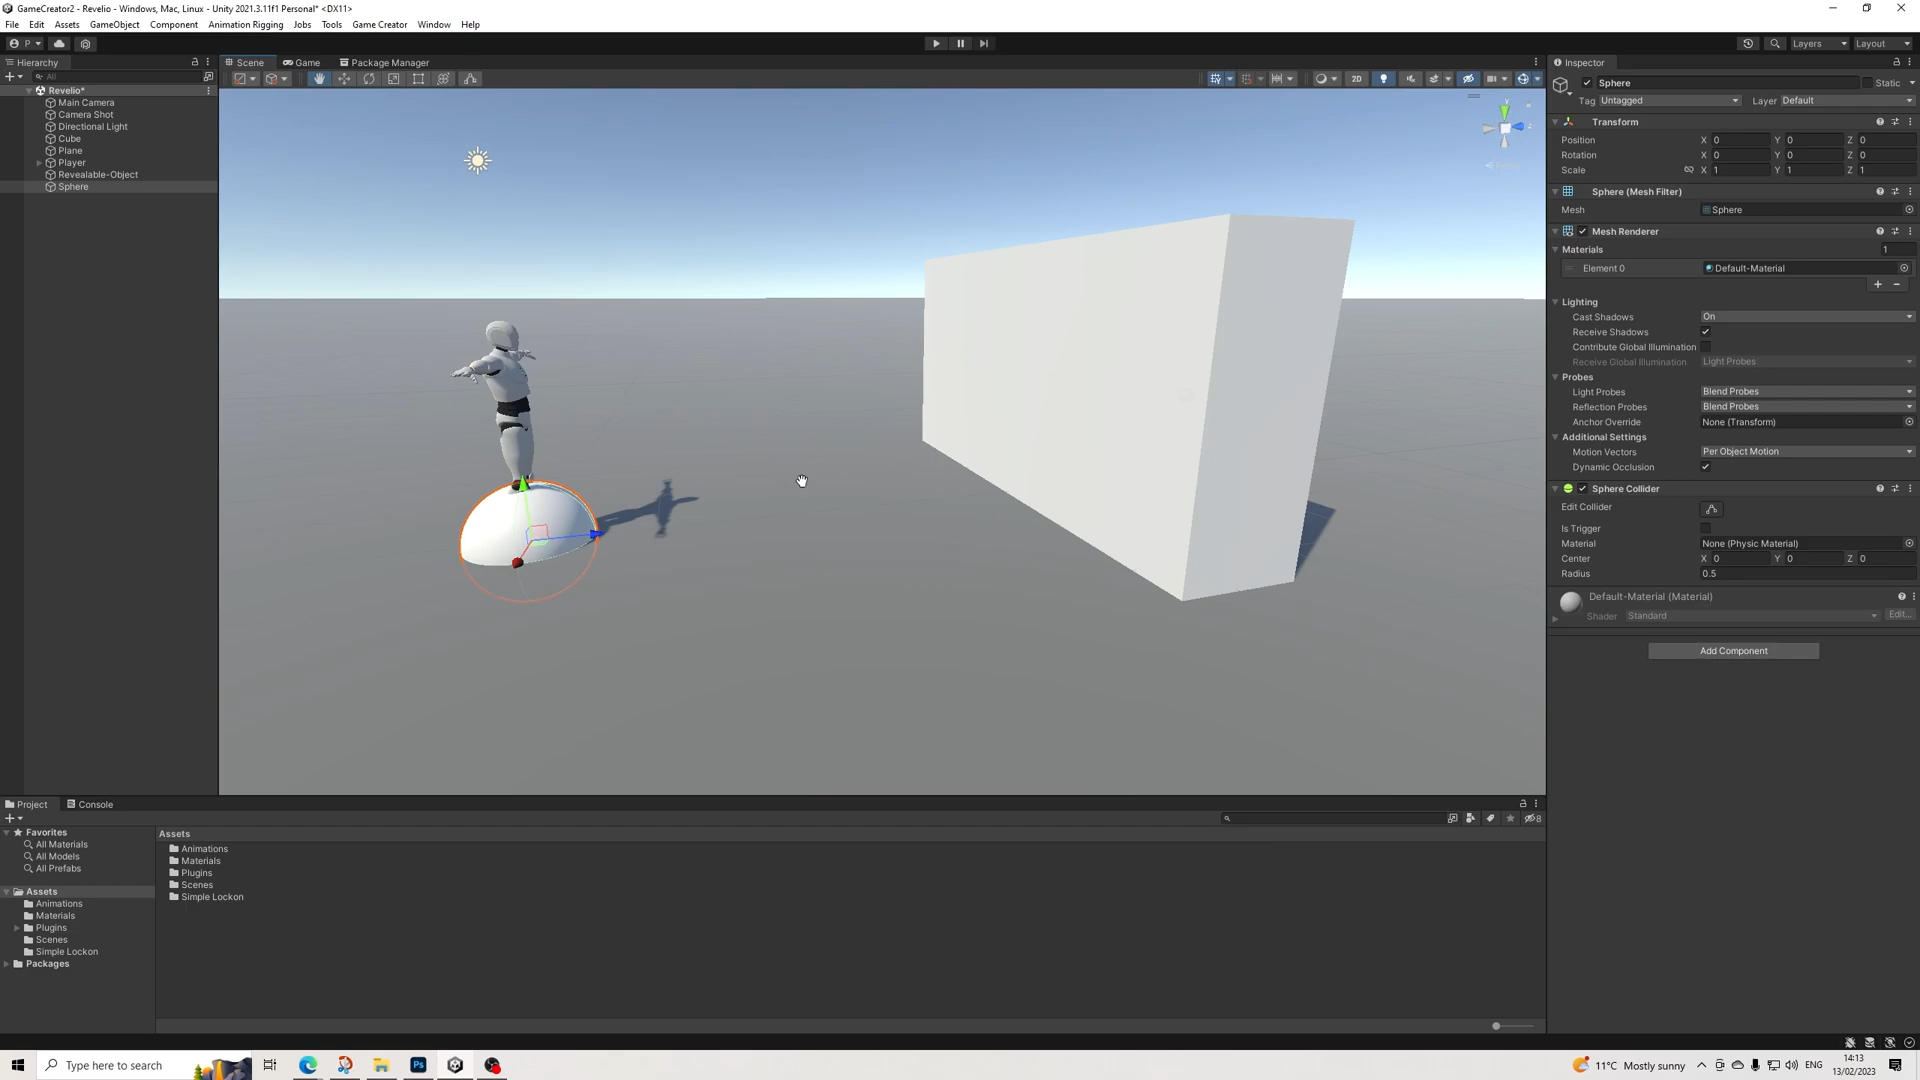 GameCreator2 - Revelio - Windows, Mac, Linux - Unity 2021.3.11f1 Personal* <DX11>
File Edit Assets GameObject Component Animation Rigging Jobs Tools Game Creator Window Help
P Layers Layout
Hierarchy Scene Game Package Manager Inspector
All 2D Sphere Static
Revelio* Tag Untagged Layer Default
Main Camera
Camera Shot
Directional Light
Cube
Plane
Player
Revealable-Object
Sphere
Transform
Position X 0 Y 0 Z 0
Rotation X 0 Y 0 Z 0
Scale X 1 Y 1 Z 1
Sphere (Mesh Filter)
Mesh Sphere
Mesh Renderer
Materials 1
Element 0 Default-Material
Lighting
Cast Shadows On
Receive Shadows
Contribute Global Illumination
Receive Global Illumination Light Probes
Probes
Light Probes Blend Probes
Reflection Probes Blend Probes
Anchor Override None (Transform)
Additional Settings
Motion Vectors Per Object Motion
Dynamic Occlusion
Sphere Collider
Edit Collider
Is Trigger
Material None (Physic Material)
Center X 0 Y 0 Z 0
Radius 0.5
Default-Material (Material)
Shader Standard Edit...
Add Component
Project Console
8
Favorites
All Materials
All Models
All Prefabs
Assets
Animations
Materials
Plugins
Scenes
Simple Lockon
Packages
Assets
Animations
Materials
Plugins
Scenes
Simple Lockon
Type here to search
Ps
11°C Mostly sunny
ENG
14:13
13/02/2023